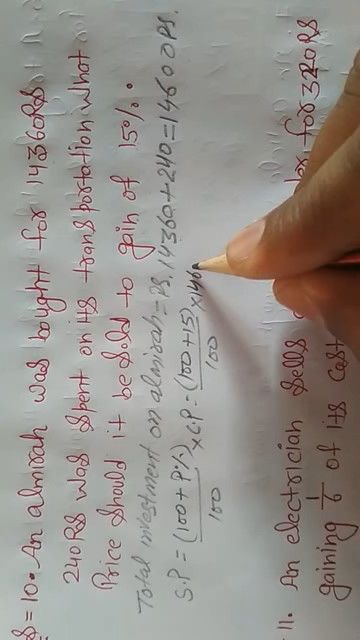 = 10. An almirah was bought for 14360RS
240RS was spent on its transportation. What
Price should it be sold to gain of 15%.
Total investment on almirah = RS. 14360+240=14600 RS.
S.P = (100+P%)/100 × C.P = (100+15)/100 × 146
11. An electrician sells for 3220RS
gaining 1/6 of its cost